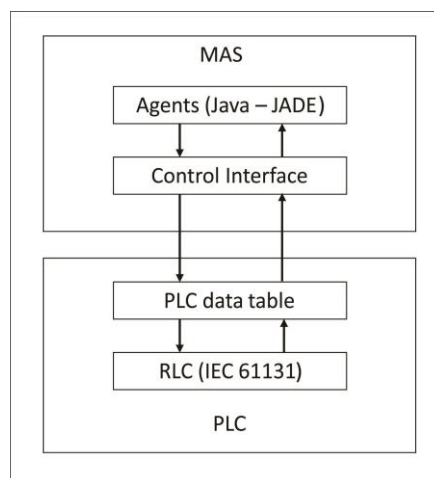 MAS
Agents (Java – JADE)
Control Interface
PLC data table
RLC (IEC 61131)
PLC